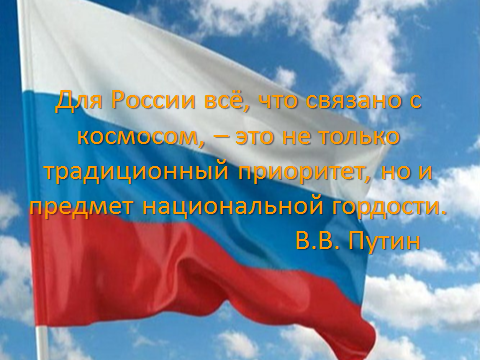 Для России всё, что связано с
космосом, – это не только
традиционный приоритет, но и
предмет национальной гордости.
В.В. Путин